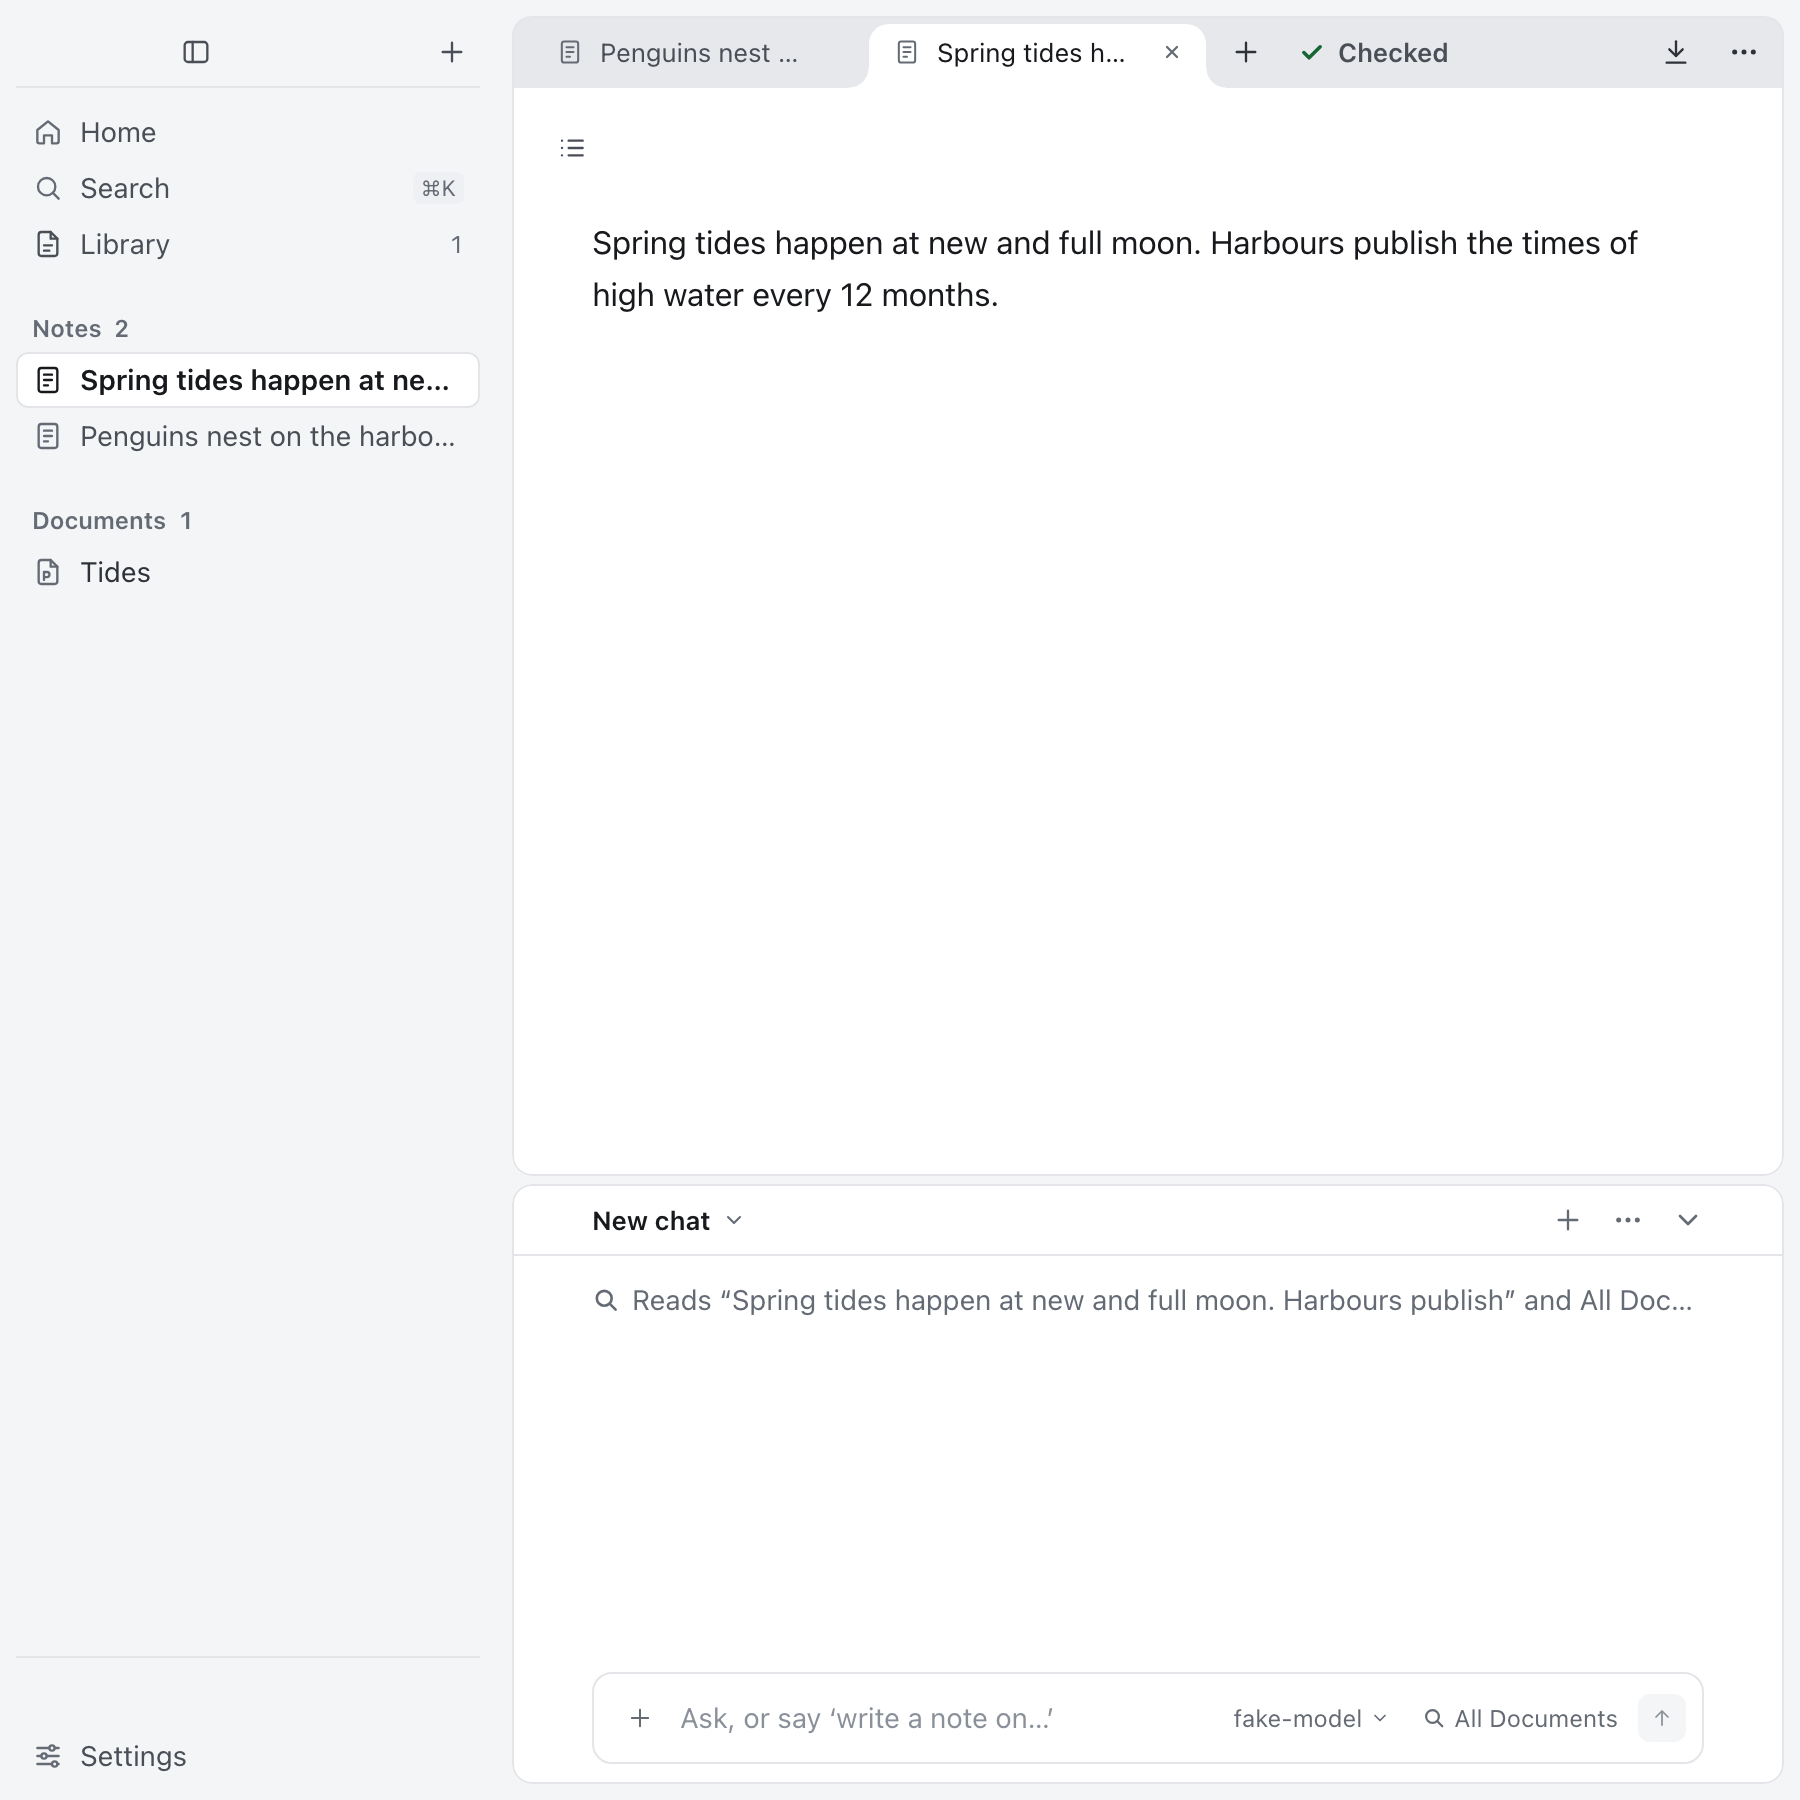 Home
Search ⌘K
Library 1
Notes 2
Spring tides happen at ne...
Penguins nest on the harbo...
Documents 1
Tides
Settings
Penguins nest ...
Spring tides h...
Checked
Spring tides happen at new and full moon. Harbours publish the times of
high water every 12 months.
New chat
Reads “Spring tides happen at new and full moon. Harbours publish” and All Doc...
Ask, or say ‘write a note on...’
fake-model
All Documents